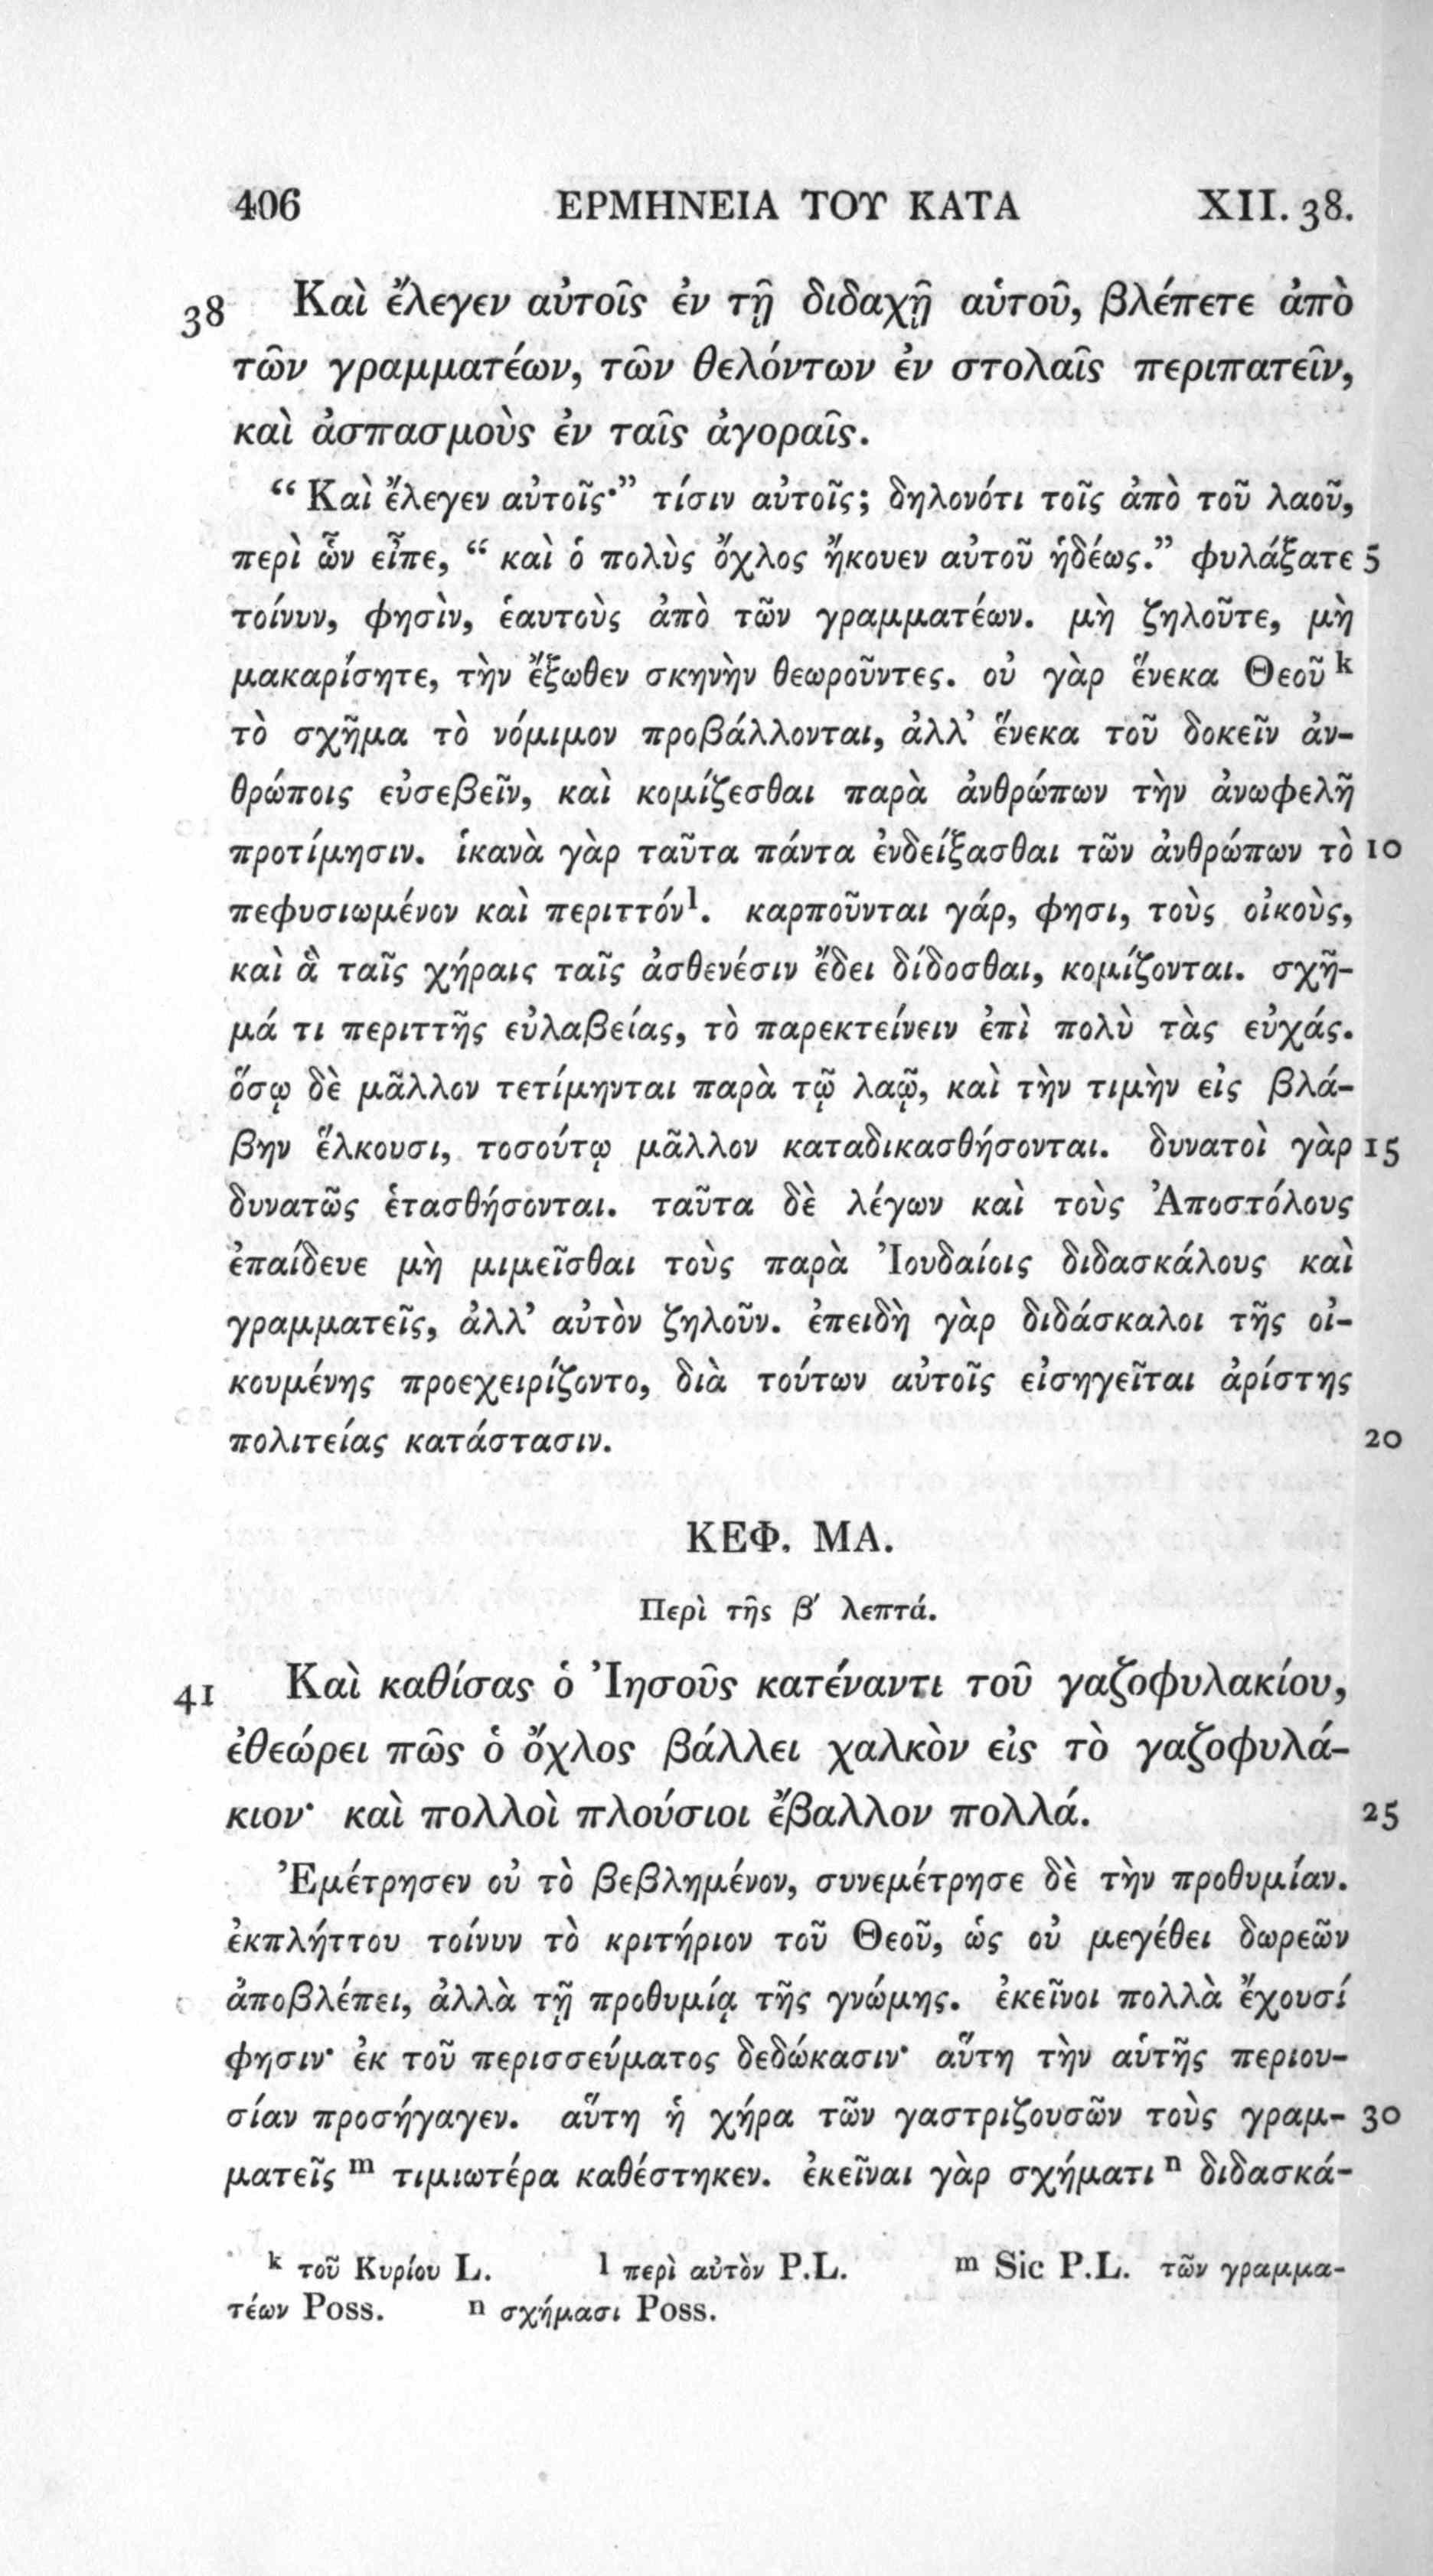 406 ΕΡΜΗΝΕΙΑ ΤΟΥ ΚΑΤΑ XII. 38.
38 Καὶ ἔλεγεν αὐτοῖς ἐν τῇ διδαχῇ αὑτοῦ, βλέπετε ἀπὸ
τῶν γραμματέων, τῶν θελόντων ἐν στολαῖς περιπατεῖν,
καὶ ἀσπασμοὺς ἐν ταῖς ἀγοραῖς.
“ Καὶ ἔλεγεν αὐτοῖς·” τίσιν αὐτοῖς; δηλονότι τοῖς ἀπὸ τοῦ λαοῦ,
περὶ ὧν εἶπε, “ καὶ ὁ πολὺς ὄχλος ἤκουεν αὐτοῦ ἡδέως.” φυλάξατε 5
τοίνυν, φησὶν, ἑαυτοὺς ἀπὸ τῶν γραμματέων. μὴ ζηλοῦτε, μὴ
μακαρίσητε, τὴν ἔξωθεν σκηνὴν θεωροῦντες. οὐ γὰρ ἕνεκα Θεοῦ k
τὸ σχῆμα τὸ νόμιμον προβάλλονται, ἀλλ’ ἕνεκα τοῦ δοκεῖν ἀν-
θρώποις εὐσεβεῖν, καὶ κομίζεσθαι παρὰ ἀνθρώπων τὴν ἀνωφελῆ
προτίμησιν. ἱκανὰ γὰρ ταῦτα πάντα ἐνδείξασθαι τῶν ἀνθρώπων τὸ 10
πεφυσιωμένον καὶ περιττόν l. καρποῦνται γάρ, φησι, τοὺς οἰκοὺς,
καὶ ἃ ταῖς χήραις ταῖς ἀσθενέσιν ἔδει δίδοσθαι, κομίζονται. σχῆ-
μά τι περιττῆς εὐλαβείας, τὸ παρεκτείνειν ἐπὶ πολὺ τὰς εὐχάς.
ὅσῳ δὲ μᾶλλον τετίμηνται παρὰ τῷ λαῷ, καὶ τὴν τιμὴν εἰς βλά-
βην ἕλκουσι, τοσούτῳ μᾶλλον καταδικασθήσονται. δυνατοὶ γὰρ 15
δυνατῶς ἐτασθήσονται. ταῦτα δὲ λέγων καὶ τοὺς Ἀποστόλους
ἐπαίδευε μὴ μιμεῖσθαι τοὺς παρὰ Ἰουδαίοις διδασκάλους καὶ
γραμματεῖς, ἀλλ’ αὐτὸν ζηλοῦν. ἐπειδὴ γὰρ διδάσκαλοι τῆς οἰ-
κουμένης προεχειρίζοντο, διὰ τούτων αὐτοῖς εἰσηγεῖται ἀρίστης
πολιτείας κατάστασιν. 20
ΚΕΦ. ΜΑ.
Περὶ τῆς β′ λεπτά.
41 Καὶ καθίσας ὁ Ἰησοῦς κατέναντι τοῦ γαζοφυλακίου,
ἐθεώρει πῶς ὁ ὄχλος βάλλει χαλκὸν εἰς τὸ γαζοφυλά-
κιον· καὶ πολλοὶ πλούσιοι ἔβαλλον πολλά. 25
Ἐμέτρησεν οὐ τὸ βεβλημένον, συνεμέτρησε δὲ τὴν προθυμίαν.
ἐκπλήττου τοίνυν τὸ κριτήριον τοῦ Θεοῦ, ὡς οὐ μεγέθει δωρεῶν
ἀποβλέπει, ἀλλὰ τῇ προθυμίᾳ τῆς γνώμης. ἐκεῖνοι πολλὰ ἔχουσί
φησιν· ἐκ τοῦ περισσεύματος δεδώκασιν· αὕτη τὴν αὑτῆς περιου-
σίαν προσήγαγεν. αὕτη ἡ χήρα τῶν γαστριζουσῶν τοὺς γραμ- 30
ματεῖς m τιμιωτέρα καθέστηκεν. ἐκεῖναι γὰρ σχήματι n διδασκά-
k τοῦ Κυρίου L. l περὶ αὐτὸν P.L. m Sic P.L. τῶν γραμμα-
τέων Poss. n σχήμασι Poss.